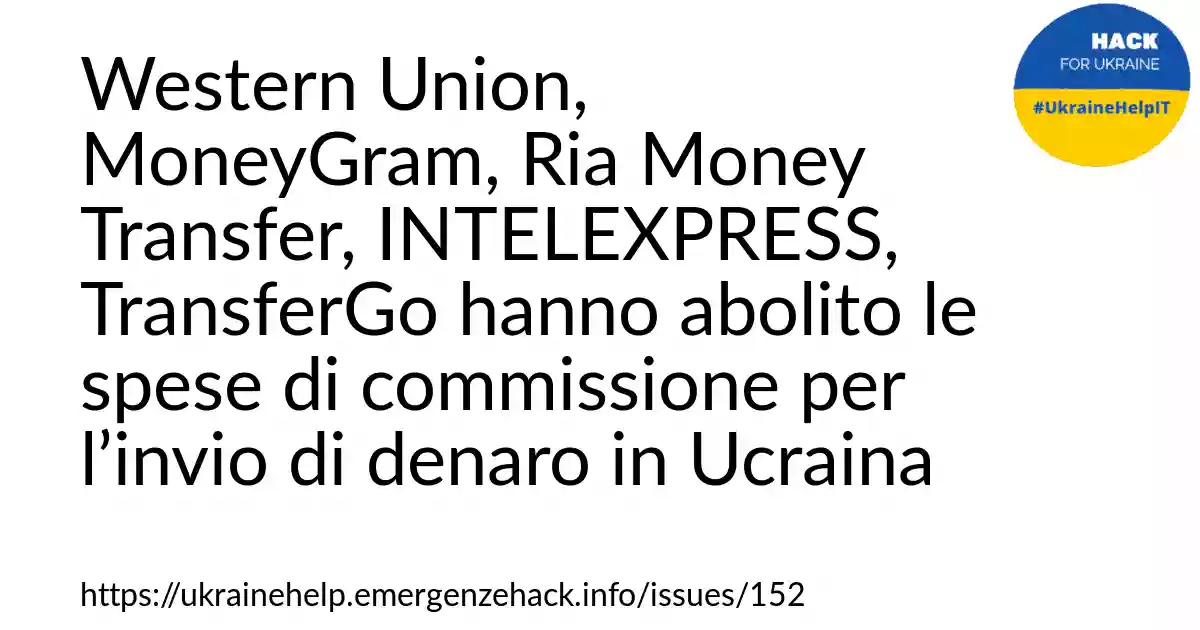 HACK
FOR UKRAINE
#UkraineHelpIT
Western Union,
MoneyGram, Ria Money
Transfer, INTELEXPRESS,
TransferGo hanno abolito le
spese di commissione per
l’invio di denaro in Ucraina
https://ukrainehelp.emergenzehack.info/issues/152